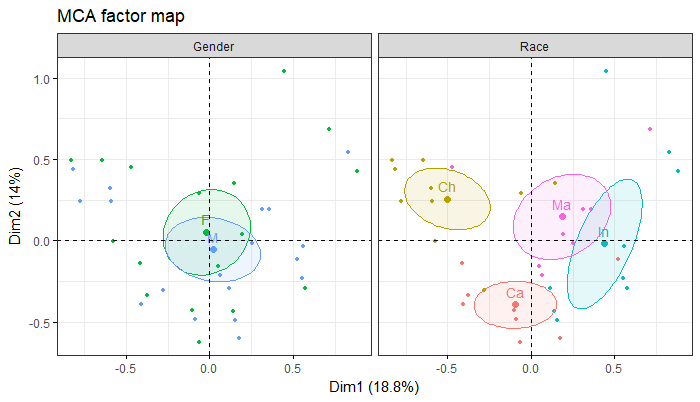 MCA factor map
Gender
Race
1.0
0.5
0.0
-0.5
Dim2 (14%)
F
M
Ch
Ma
In
Ca
-0.5
0.0
0.5
-0.5
0.0
0.5
Dim1 (18.8%)